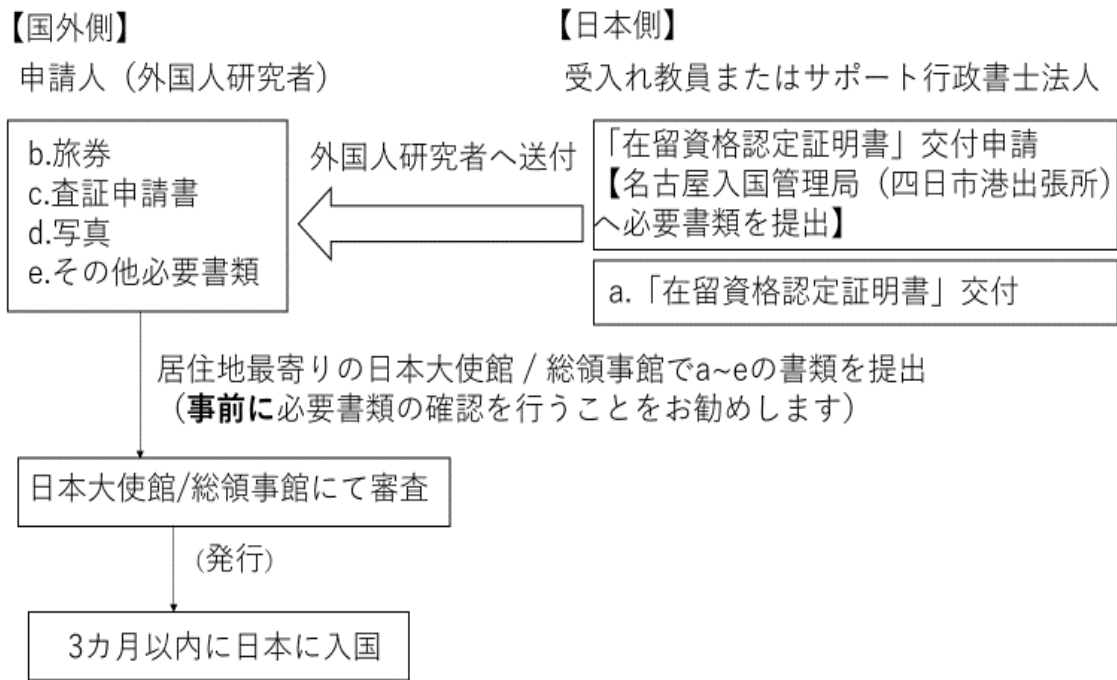 【国外側】
申請人（外国人研究者）
b.旅券
c.査証申請書
d.写真
e.その他必要書類
外国人研究者へ送付
【日本側】
受入れ教員またはサポート行政書士法人
「在留資格認定証明書」交付申請
【名古屋入国管理局（四日市港出張所）
へ必要書類を提出】
a.「在留資格認定証明書」交付
居住地最寄りの日本大使館 / 総領事館でa~eの書類を提出
（事前に必要書類の確認を行うことをお勧めします）
日本大使館/総領事館にて審査
(発行)
3カ月以内に日本に入国